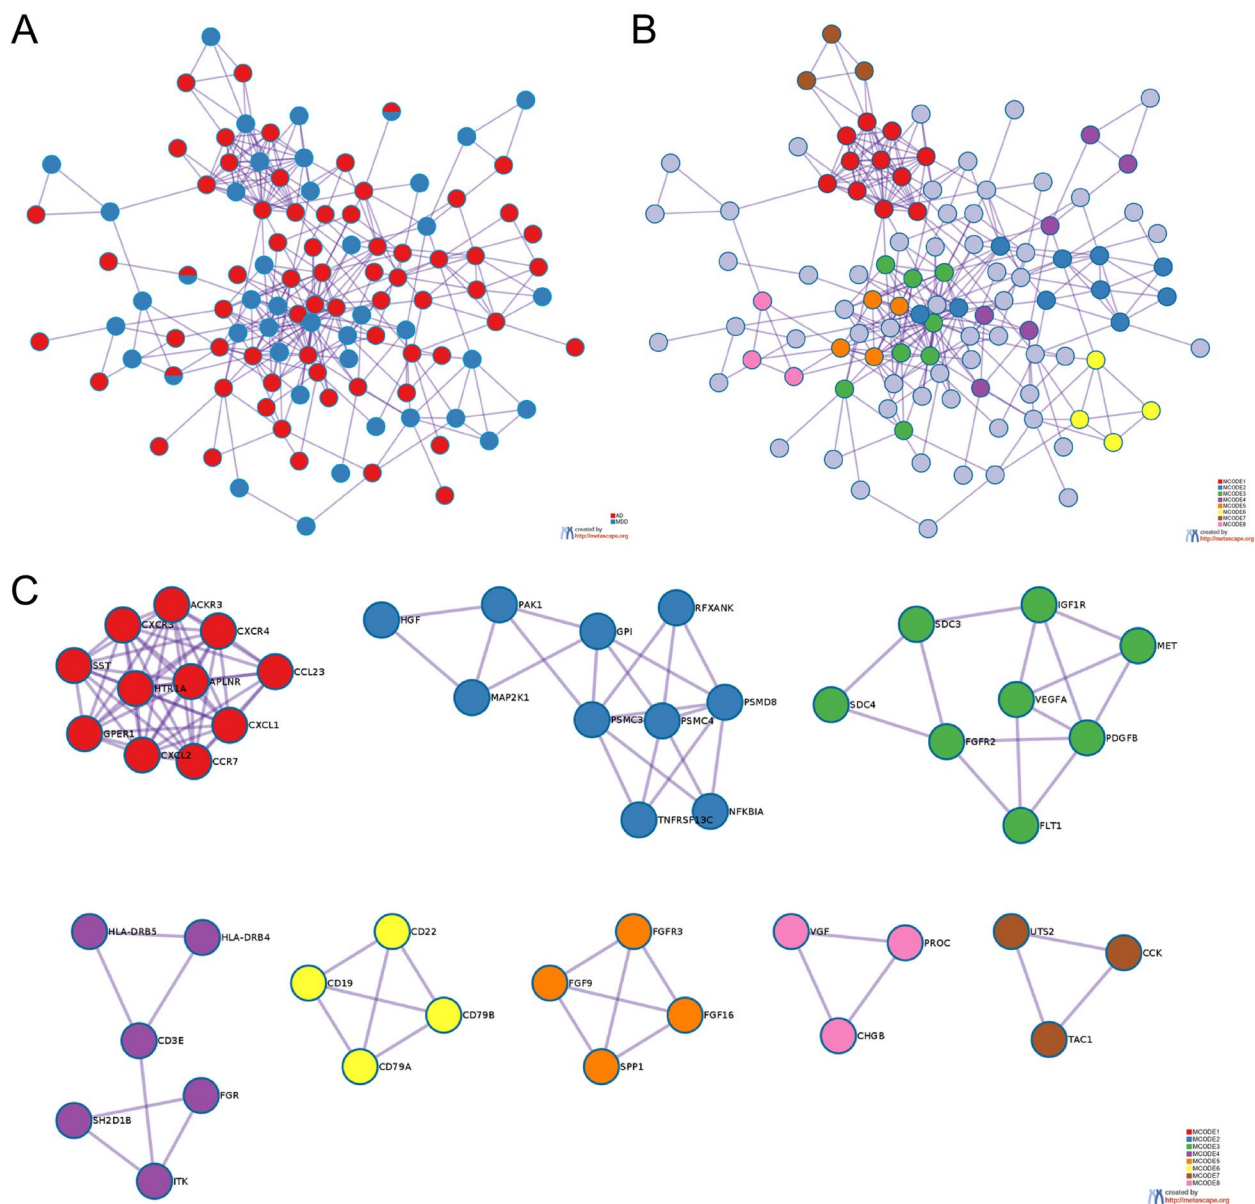 A
B
AD
MDD
created by
http://metascape.org
MCODE1
MCODE2
MCODE3
MCODE4
MCODE5
MCODE6
MCODE7
MCODE8
created by
http://metascape.org
C
ACKR3
CXCR3
CXCR4
SST
CCL23
HTR1A
APLNR
GPER1
CXCL1
CXCL2
CCR7
HGF
PAK1
RFXANK
GPI
MAP2K1
PSMD8
PSMC3
PSMC4
TNFRSF13C
NFKBIA
IGF1R
SDC3
MET
SDC4
VEGFA
FGFR2
PDGFB
FLT1
HLA-DRB5
HLA-DRB4
CD3E
FGR
SH2D1B
ITK
CD22
CD19
CD79B
CD79A
FGFR3
FGF9
FGF16
SPP1
VGF
PROC
CHGB
UTS2
CCK
TAC1
MCODE1
MCODE2
MCODE3
MCODE4
MCODE5
MCODE6
MCODE7
MCODE8
created by
http://metascape.org